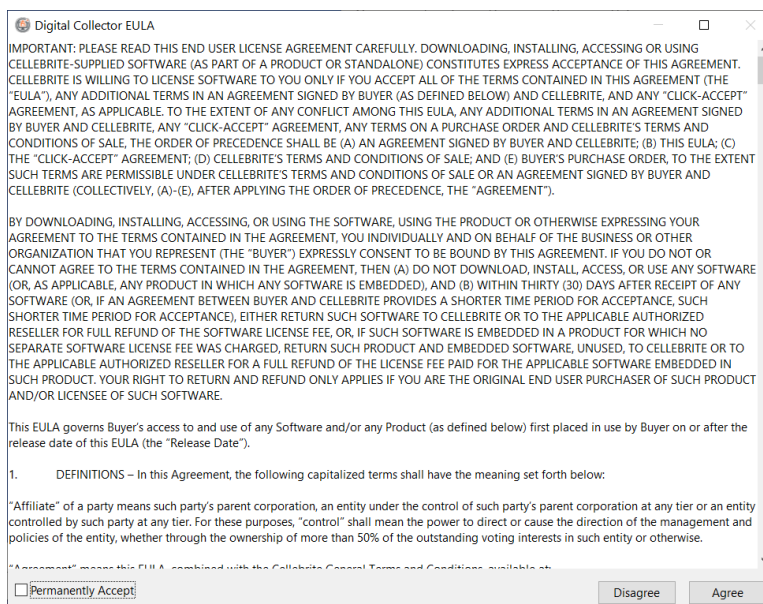 Digital Collector EULA
IMPORTANT: PLEASE READ THIS END USER LICENSE AGREEMENT CAREFULLY. DOWNLOADING, INSTALLING, ACCESSING OR USING
CELLEBRITE-SUPPLIED SOFTWARE (AS PART OF A PRODUCT OR STANDALONE) CONSTITUTES EXPRESS ACCEPTANCE OF THIS AGREEMENT.
CELLEBRITE IS WILLING TO LICENSE SOFTWARE TO YOU ONLY IF YOU ACCEPT ALL OF THE TERMS CONTAINED IN THIS AGREEMENT (THE
“EULA”), ANY ADDITIONAL TERMS IN AN AGREEMENT SIGNED BY BUYER (AS DEFINED BELOW) AND CELLEBRITE, AND ANY “CLICK-ACCEPT”
AGREEMENT, AS APPLICABLE. TO THE EXTENT OF ANY CONFLICT AMONG THIS EULA, ANY ADDITIONAL TERMS IN AN AGREEMENT SIGNED
BY BUYER AND CELLEBRITE, ANY “CLICK-ACCEPT” AGREEMENT, ANY TERMS ON A PURCHASE ORDER AND CELLEBRITE’S TERMS AND
CONDITIONS OF SALE, THE ORDER OF PRECEDENCE SHALL BE (A) AN AGREEMENT SIGNED BY BUYER AND CELLEBRITE; (B) THIS EULA; (C)
THE “CLICK-ACCEPT” AGREEMENT; (D) CELLEBRITE’S TERMS AND CONDITIONS OF SALE; AND (E) BUYER’S PURCHASE ORDER, TO THE EXTENT
SUCH TERMS ARE PERMISSIBLE UNDER CELLEBRITE’S TERMS AND CONDITIONS OF SALE OR AN AGREEMENT SIGNED BY BUYER AND
CELLEBRITE (COLLECTIVELY, (A)-(E), AFTER APPLYING THE ORDER OF PRECEDENCE, THE “AGREEMENT”).
BY DOWNLOADING, INSTALLING, ACCESSING, OR USING THE SOFTWARE, USING THE PRODUCT OR OTHERWISE EXPRESSING YOUR
AGREEMENT TO THE TERMS CONTAINED IN THE AGREEMENT, YOU INDIVIDUALLY AND ON BEHALF OF THE BUSINESS OR OTHER
ORGANIZATION THAT YOU REPRESENT (THE “BUYER”) EXPRESSLY CONSENT TO BE BOUND BY THIS AGREEMENT. IF YOU DO NOT OR
CANNOT AGREE TO THE TERMS CONTAINED IN THE AGREEMENT, THEN (A) DO NOT DOWNLOAD, INSTALL, ACCESS, OR USE ANY SOFTWARE
(OR, AS APPLICABLE, ANY PRODUCT IN WHICH ANY SOFTWARE IS EMBEDDED), AND (B) WITHIN THIRTY (30) DAYS AFTER RECEIPT OF ANY
SOFTWARE (OR, IF AN AGREEMENT BETWEEN BUYER AND CELLEBRITE PROVIDES A SHORTER TIME PERIOD FOR ACCEPTANCE, SUCH
SHORTER TIME PERIOD FOR ACCEPTANCE), EITHER RETURN SUCH SOFTWARE TO CELLEBRITE OR TO THE APPLICABLE AUTHORIZED
RESELLER FOR FULL REFUND OF THE SOFTWARE LICENSE FEE, OR, IF SUCH SOFTWARE IS EMBEDDED IN A PRODUCT FOR WHICH NO
SEPARATE SOFTWARE LICENSE FEE WAS CHARGED, RETURN SUCH PRODUCT AND EMBEDDED SOFTWARE, UNUSED, TO CELLEBRITE OR TO
THE APPLICABLE AUTHORIZED RESELLER FOR A FULL REFUND OF THE LICENSE FEE PAID FOR THE APPLICABLE SOFTWARE EMBEDDED IN
SUCH PRODUCT. YOUR RIGHT TO RETURN AND REFUND ONLY APPLIES IF YOU ARE THE ORIGINAL END USER PURCHASER OF SUCH PRODUCT
AND/OR LICENSEE OF SUCH SOFTWARE.
This EULA governs Buyer’s access to and use of any Software and/or any Product (as defined below) first placed in use by Buyer on or after the
release date of this EULA (the “Release Date”).
1. DEFINITIONS – In this Agreement, the following capitalized terms shall have the meaning set forth below:
“Affiliate” of a party means such party’s parent corporation, an entity under the control of such party’s parent corporation at any tier or an entity
controlled by such party at any tier. For these purposes, “control” shall mean the power to direct or cause the direction of the management and
policies of the entity, whether through the ownership of more than 50% of the outstanding voting interests in such entity or otherwise.
“Agreement” means this EULA, combined with the Cellebrite General Terms and Conditions, available at:
Permanently Accept
Disagree
Agree